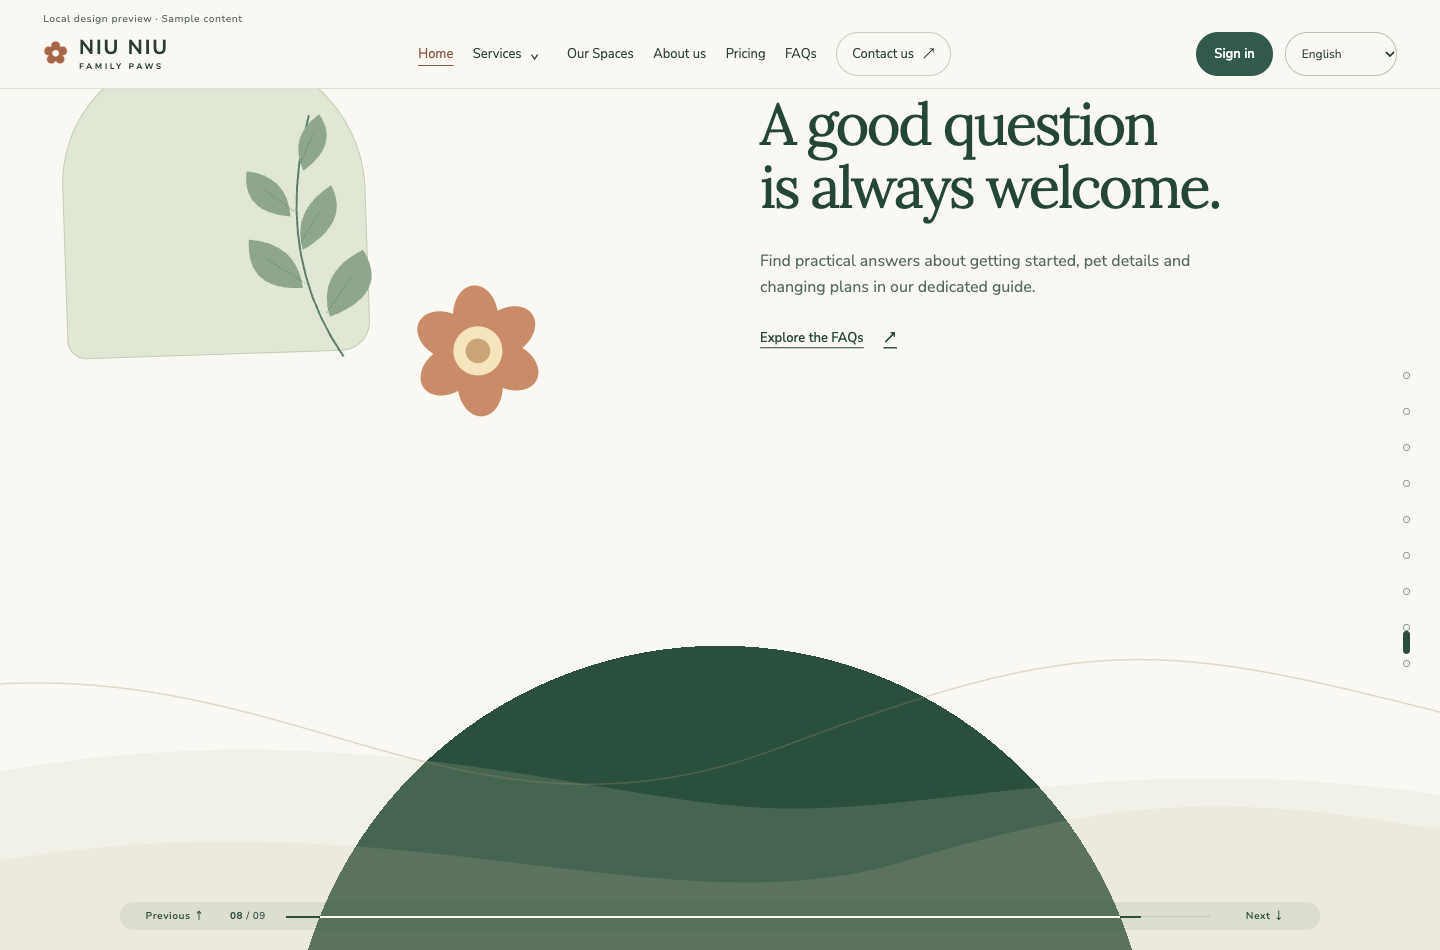 Local design preview · Sample content
NIU NIU
FAMILY PAWS
Home
Services
Our Spaces
About us
Pricing
FAQs
Contact us ↗
Sign in
English
A good question
is always welcome.
Find practical answers about getting started, pet details and
changing plans in our dedicated guide.
Explore the FAQs ↗
Previous ↑
08 / 09
Next ↓